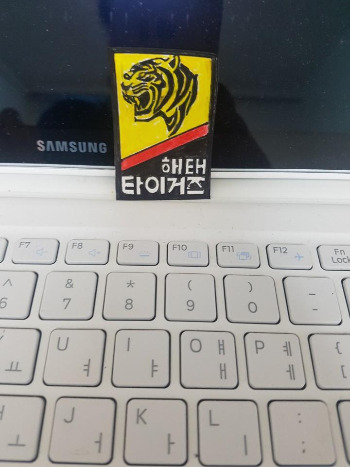 SAMSUNG
해태
타이거즈
F7 F8 F9 F10 F11 F12 Fn
Lock
^ & * ( ) _
6 7 8 9 0 -
U I O ㅒ P ㅖ {
ㅛ ㅕ ㅑ ㅐ ㅔ [
J K L :
ㅗ ㅓ ㅏ ㅣ ;